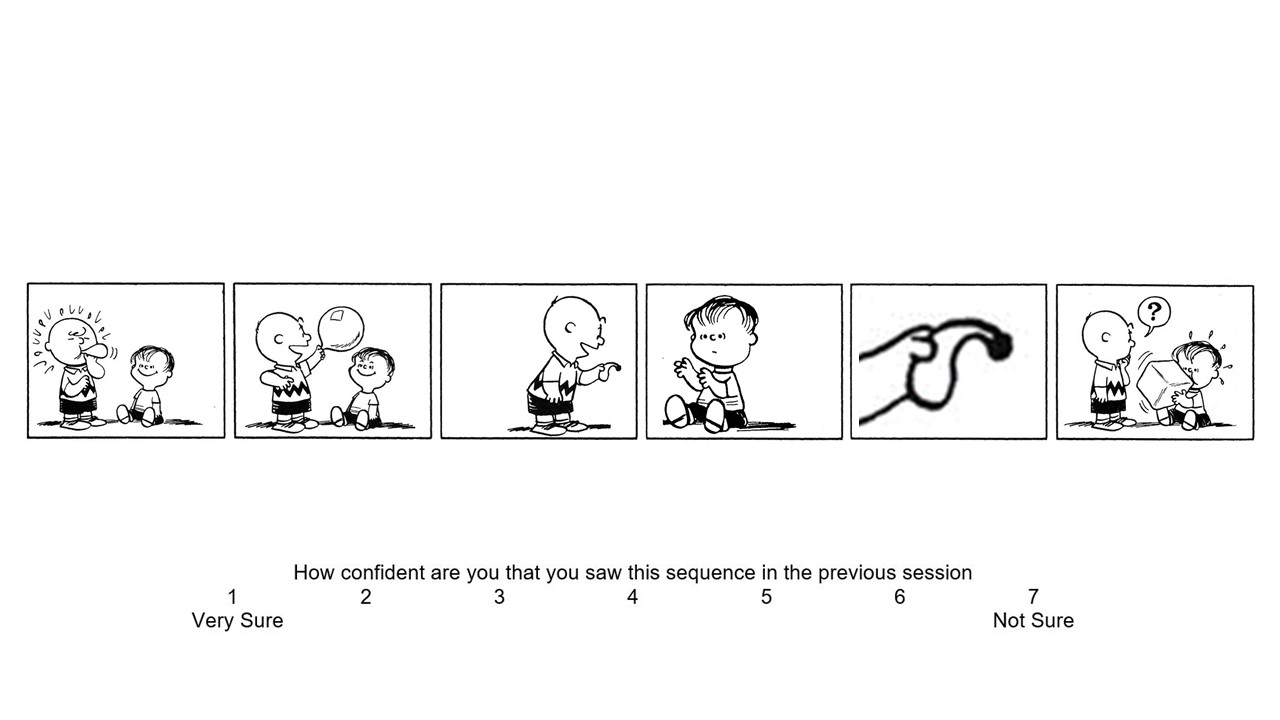 ?
How confident are you that you saw this sequence in the previous session
1 2 3 4 5 6 7
Very Sure Not Sure